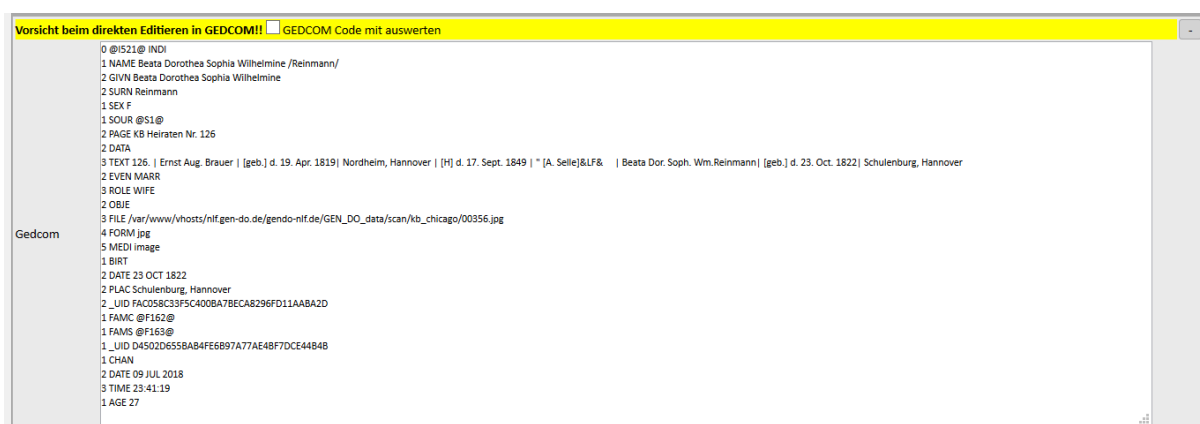 Vorsicht beim direkten Editieren in GEDCOM!! GEDCOM Code mit auswerten
-
Gedcom
0 @I521@ INDI
1 NAME Beata Dorothea Sophia Wilhelmine /Reinmann/
2 GIVN Beata Dorothea Sophia Wilhelmine
2 SURN Reinmann
1 SEX F
1 SOUR @S1@
2 PAGE KB Heiraten Nr. 126
2 DATA
3 TEXT 126. | Ernst Aug. Brauer | [geb.] d. 19. Apr. 1819| Nordheim, Hannover | [H] d. 17. Sept. 1849 | " [A. Selle]&LF& | Beata Dor. Soph. Wm.Reinmann| [geb.] d. 23. Oct. 1822| Schulenburg, Hannover
2 EVEN MARR
3 ROLE WIFE
2 OBJE
3 FILE /var/www/vhosts/nlf.gen-do.de/gendo-nlf.de/GEN_DO_data/scan/kb_chicago/00356.jpg
4 FORM jpg
5 MEDI image
1 BIRT
2 DATE 23 OCT 1822
2 PLAC Schulenburg, Hannover
2 _UID FAC058C33F5C400BA7BECA8296FD11AABA2D
1 FAMC @F162@
1 FAMS @F163@
1 _UID D4502D655BAB4FE6B97A77AE4BF7DCE44B4B
1 CHAN
2 DATE 09 JUL 2018
3 TIME 23:41:19
1 AGE 27